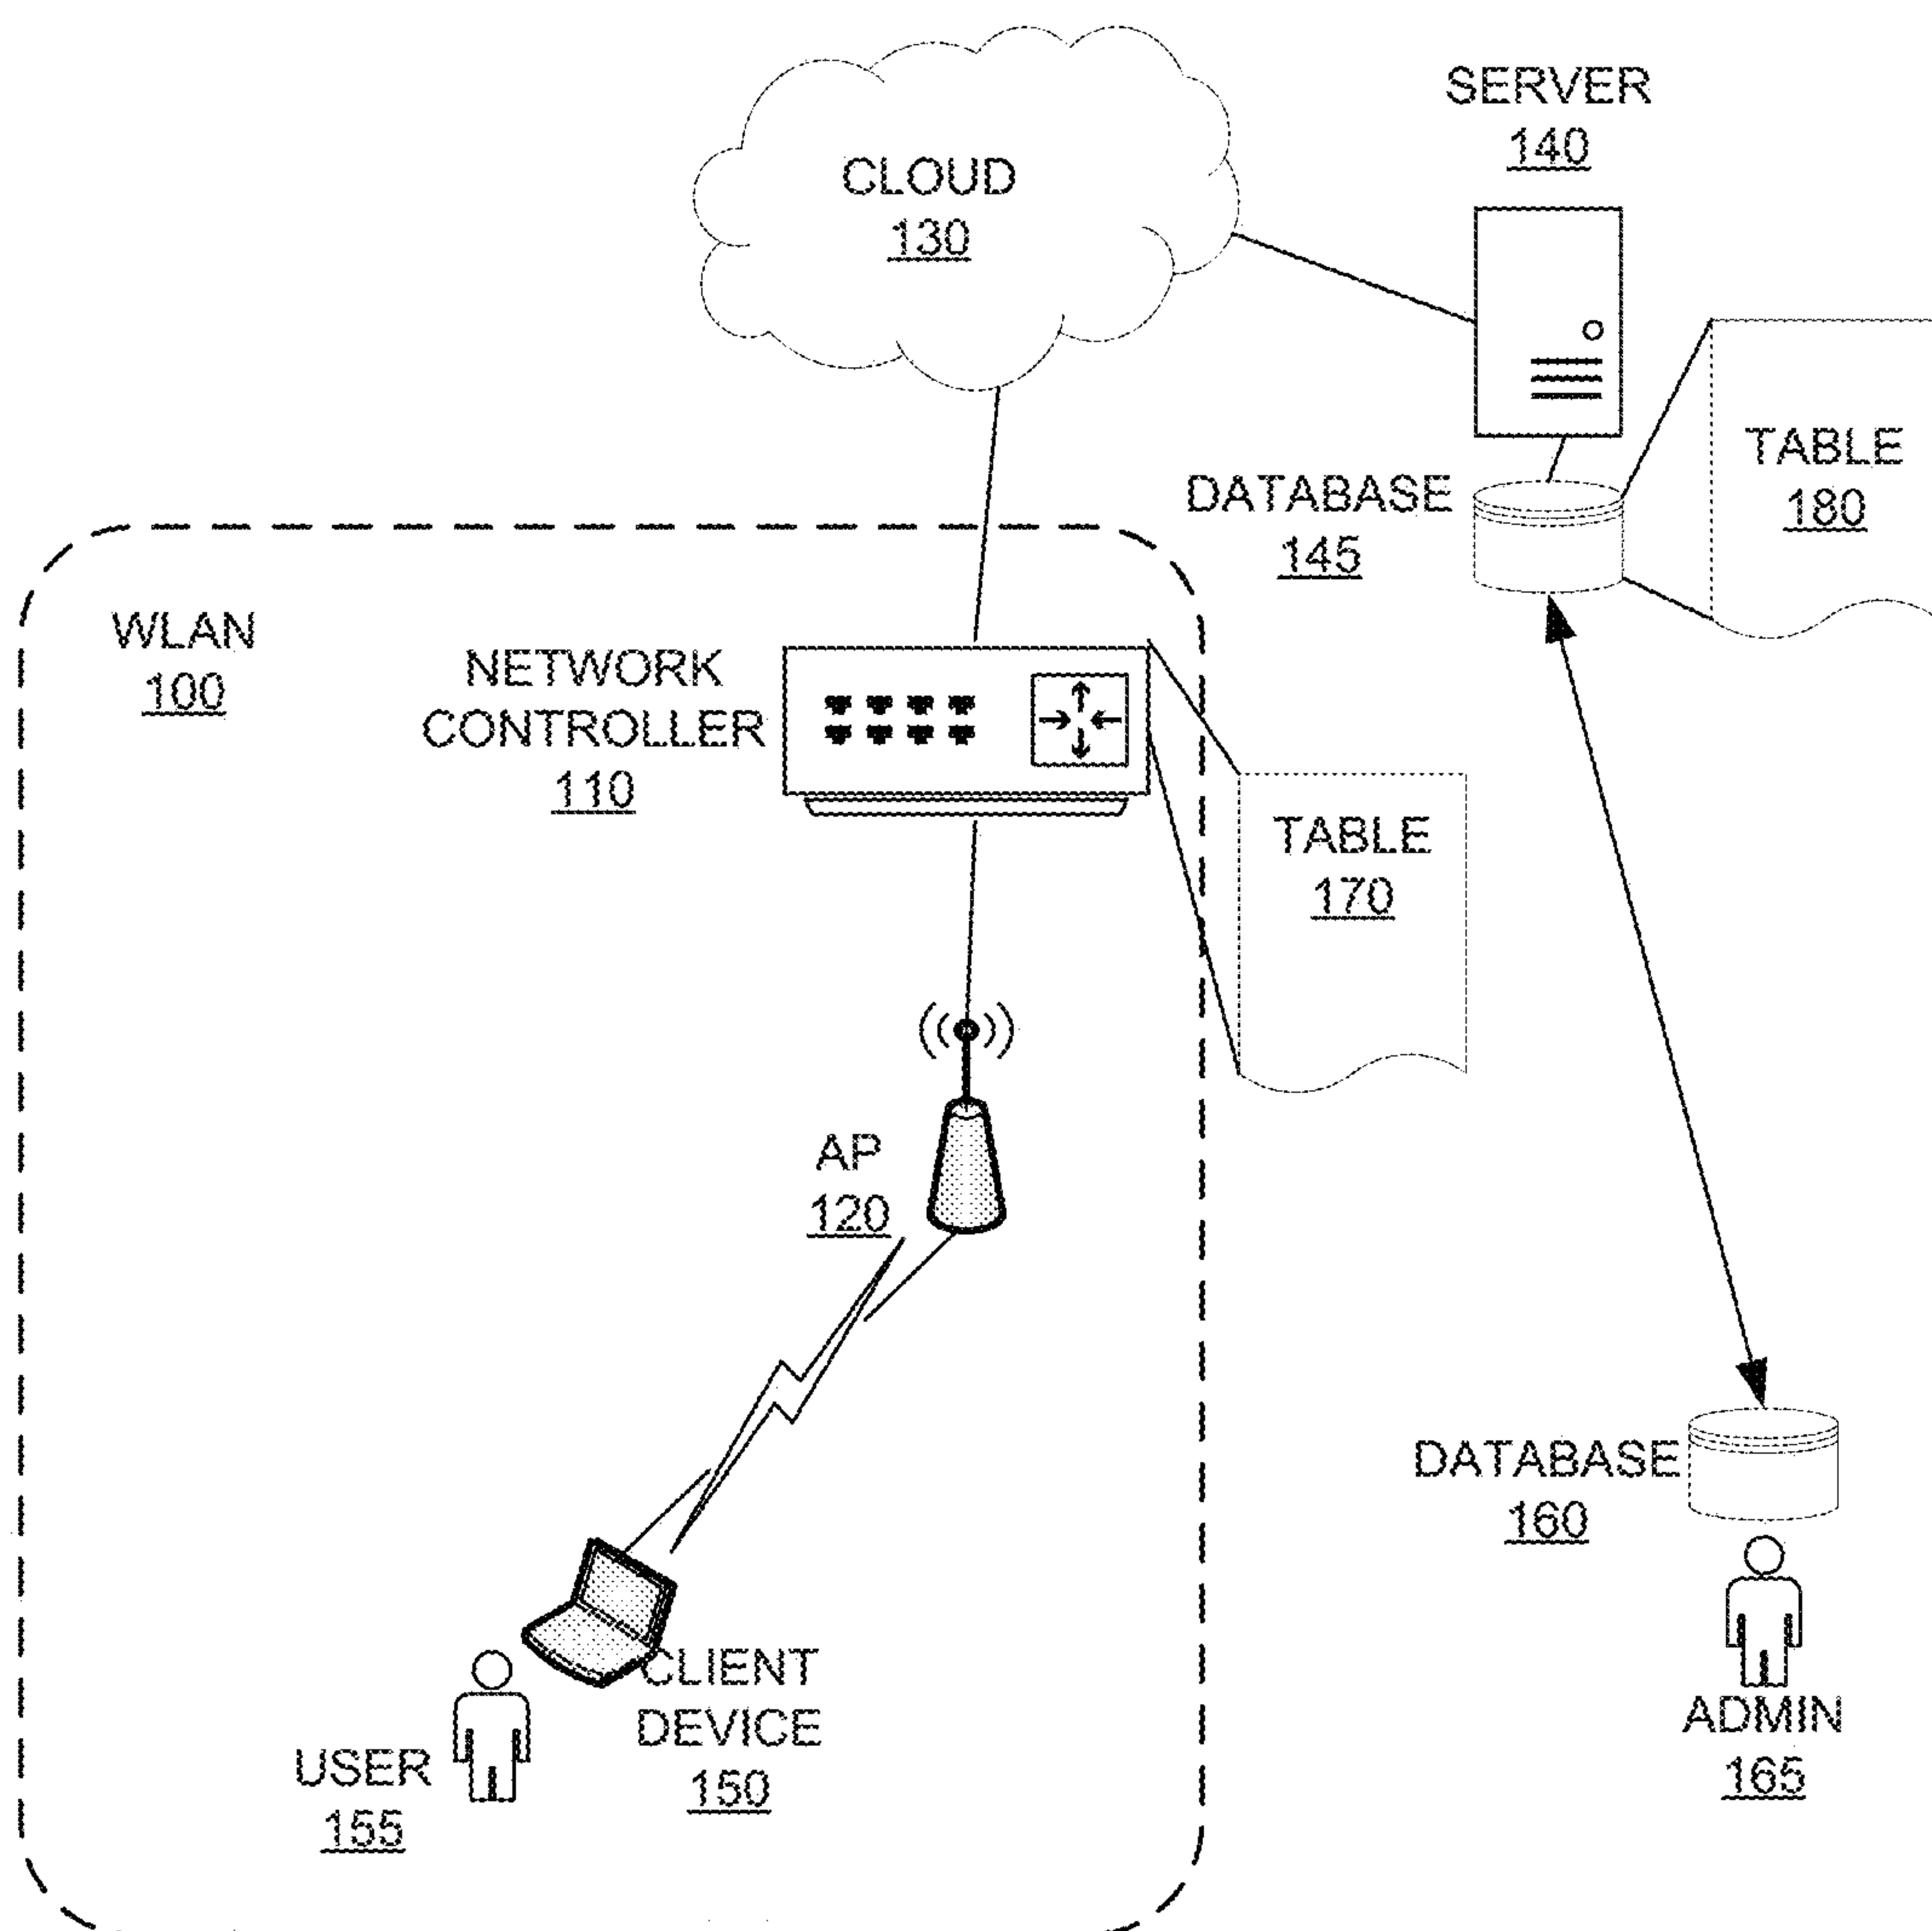 CLOUD
130
SERVER
140
TABLE
180
DATABASE
145
WLAN
100
NETWORK
CONTROLLER
110
TABLE
170
AP
120
DATABASE
160
CLIENT
DEVICE
150
USER
155
ADMIN
165